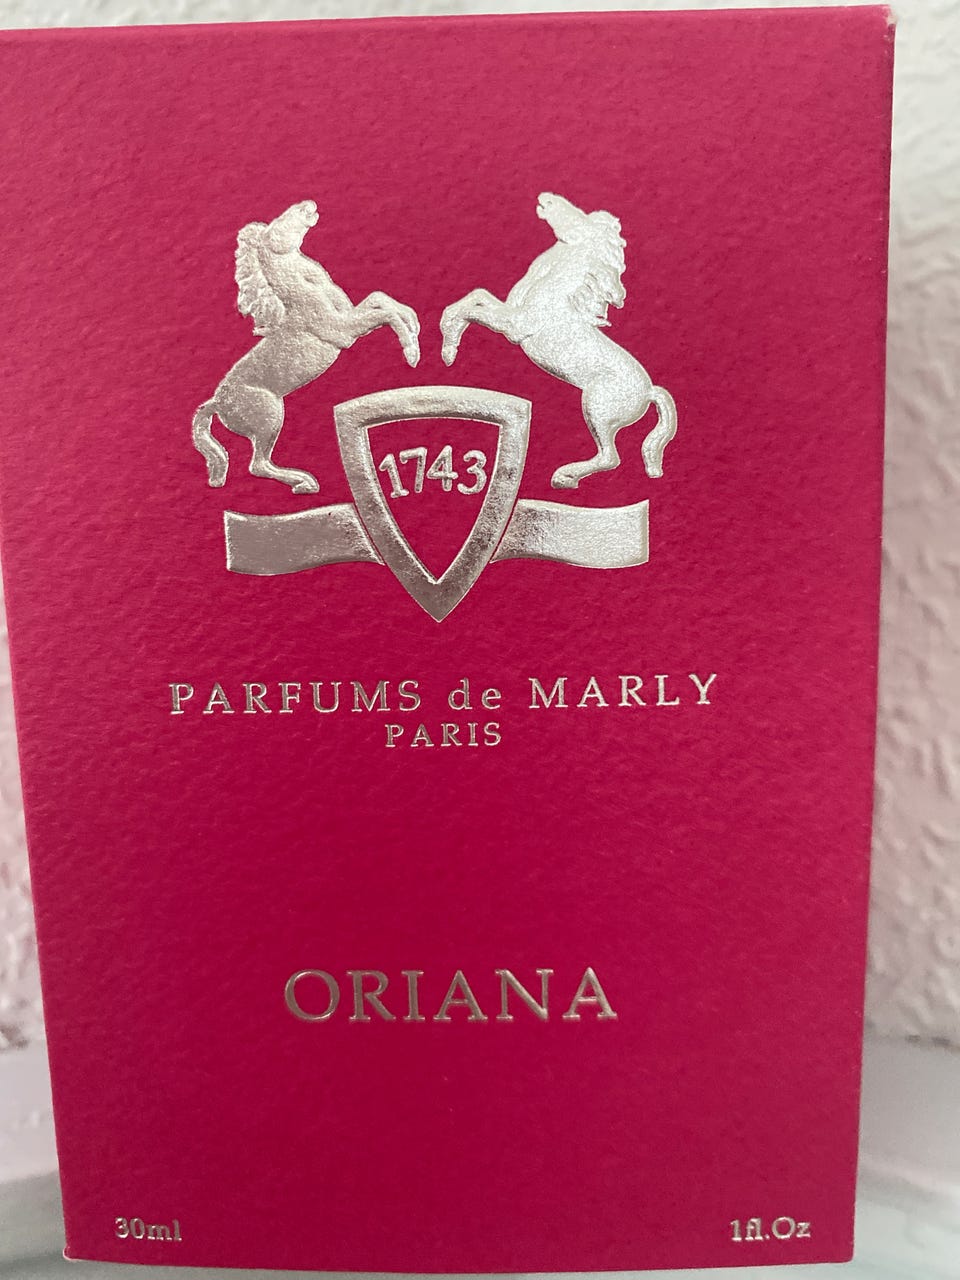 1743
PARFUMS de MARLY
PARIS
ORIANA
30ml 1fl.Oz